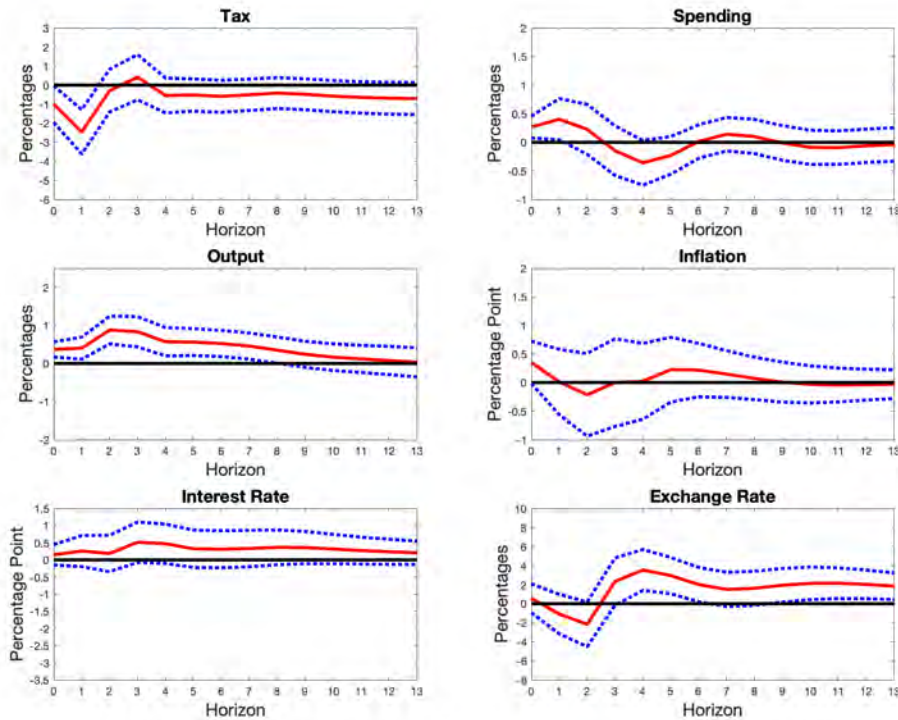 Tax
Percentages
3
2
1
0
-1
-2
-3
-4
-5
-6
0 1 2 3 4 5 6 7 8 9 10 11 12 13
Horizon
Spending
Percentages
2
1.5
1
0.5
0
-0.5
-1
0 1 2 3 4 5 6 7 8 9 10 11 12 13
Horizon
Output
Percentages
2
1
0
1
-2
0 1 2 3 4 5 6 7 8 9 10 11 12 13
Horizon
Inflation
Percentage Point
2
1.5
1
0.5
0
-0.5
-1
0 1 2 3 4 5 6 7 8 9 10 11 12 13
Horizon
Interest Rate
Percentage Point
1.5
1
0.5
0
-0.5
-1
-1.5
-2
-2.5
-3
-3.5
0 1 2 3 4 5 6 7 8 9 10 11 12 13
Horizon
Exchange Rate
Percentages
10
8
6
4
2
0
-2
-4
-6
-8
0 1 2 3 4 5 6 7 8 9 10 11 12 13
Horizon